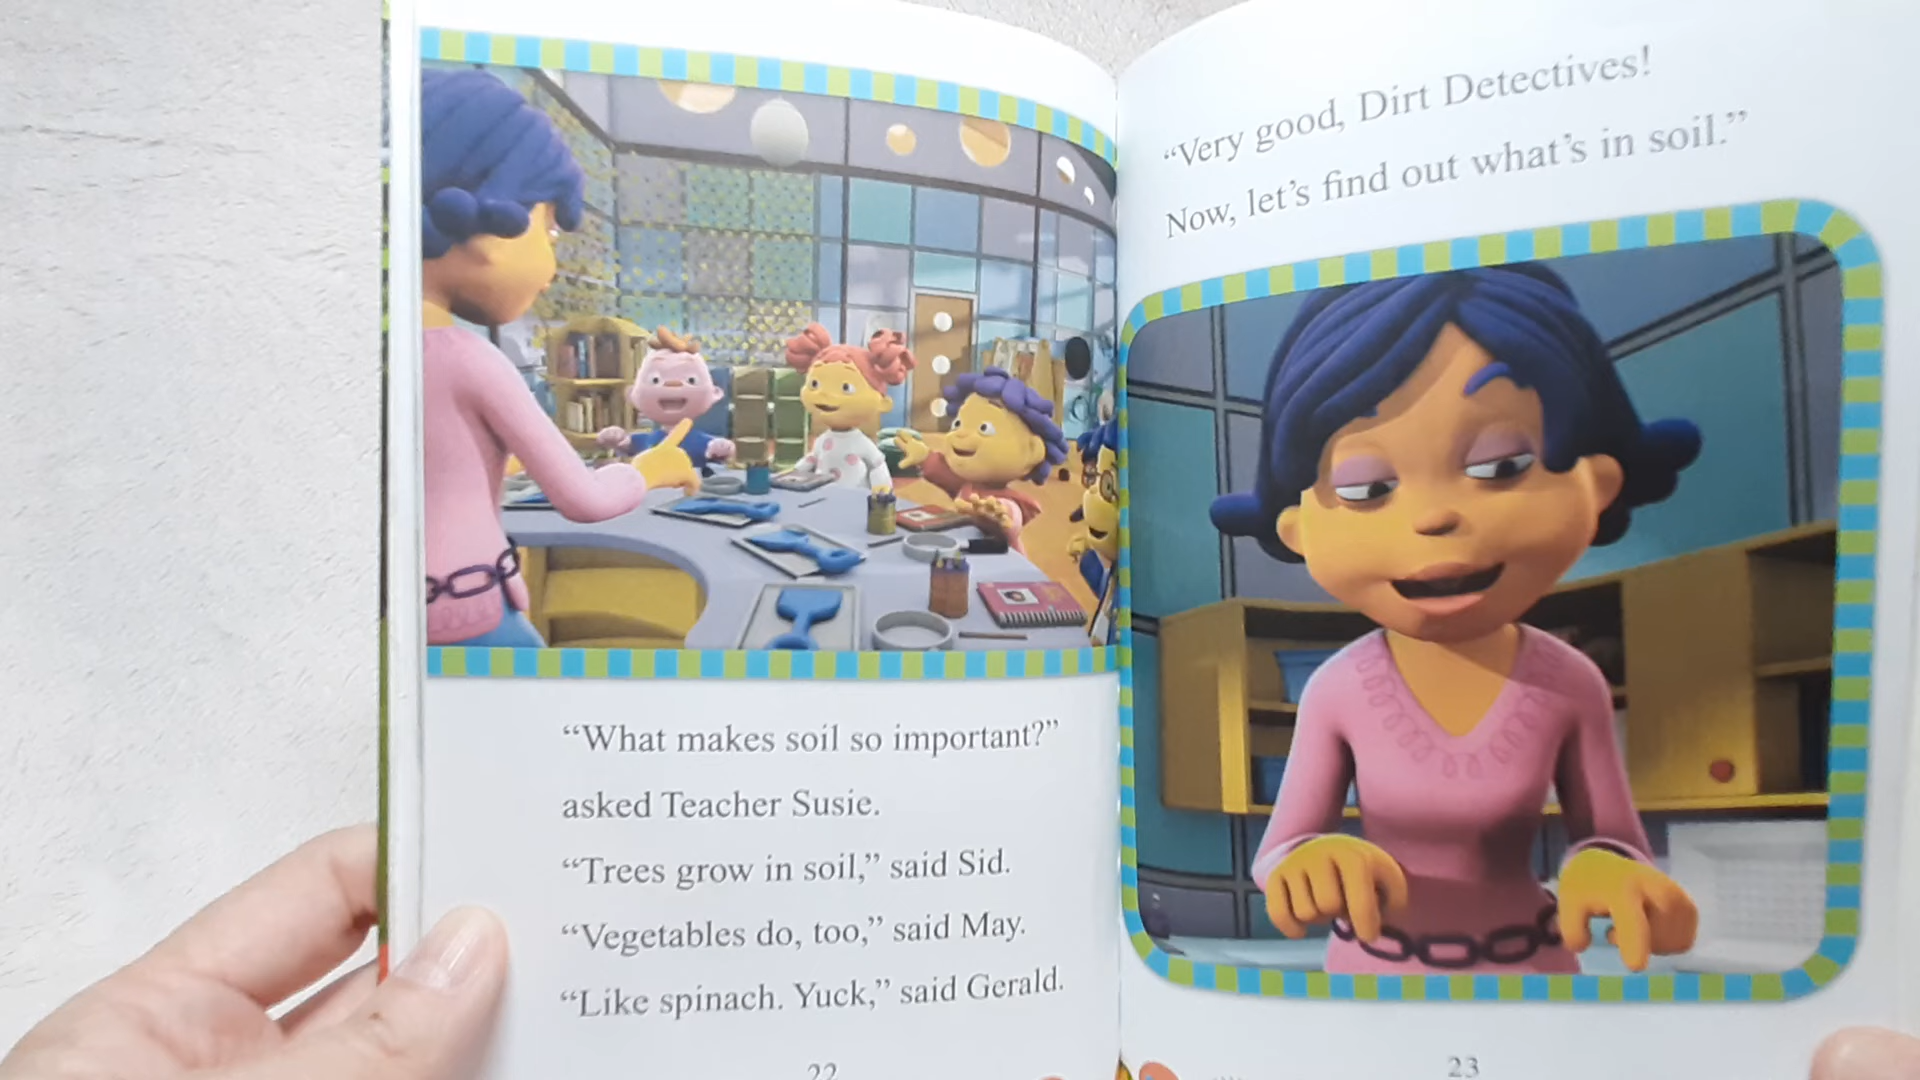 “What makes soil so important?”
asked Teacher Susie.
“Trees grow in soil,” said Sid.
“Vegetables do, too,” said May.
“Like spinach. Yuck,” said Gerald.
22
“Very good, Dirt Detectives!
Now, let’s find out what’s in soil.”
23